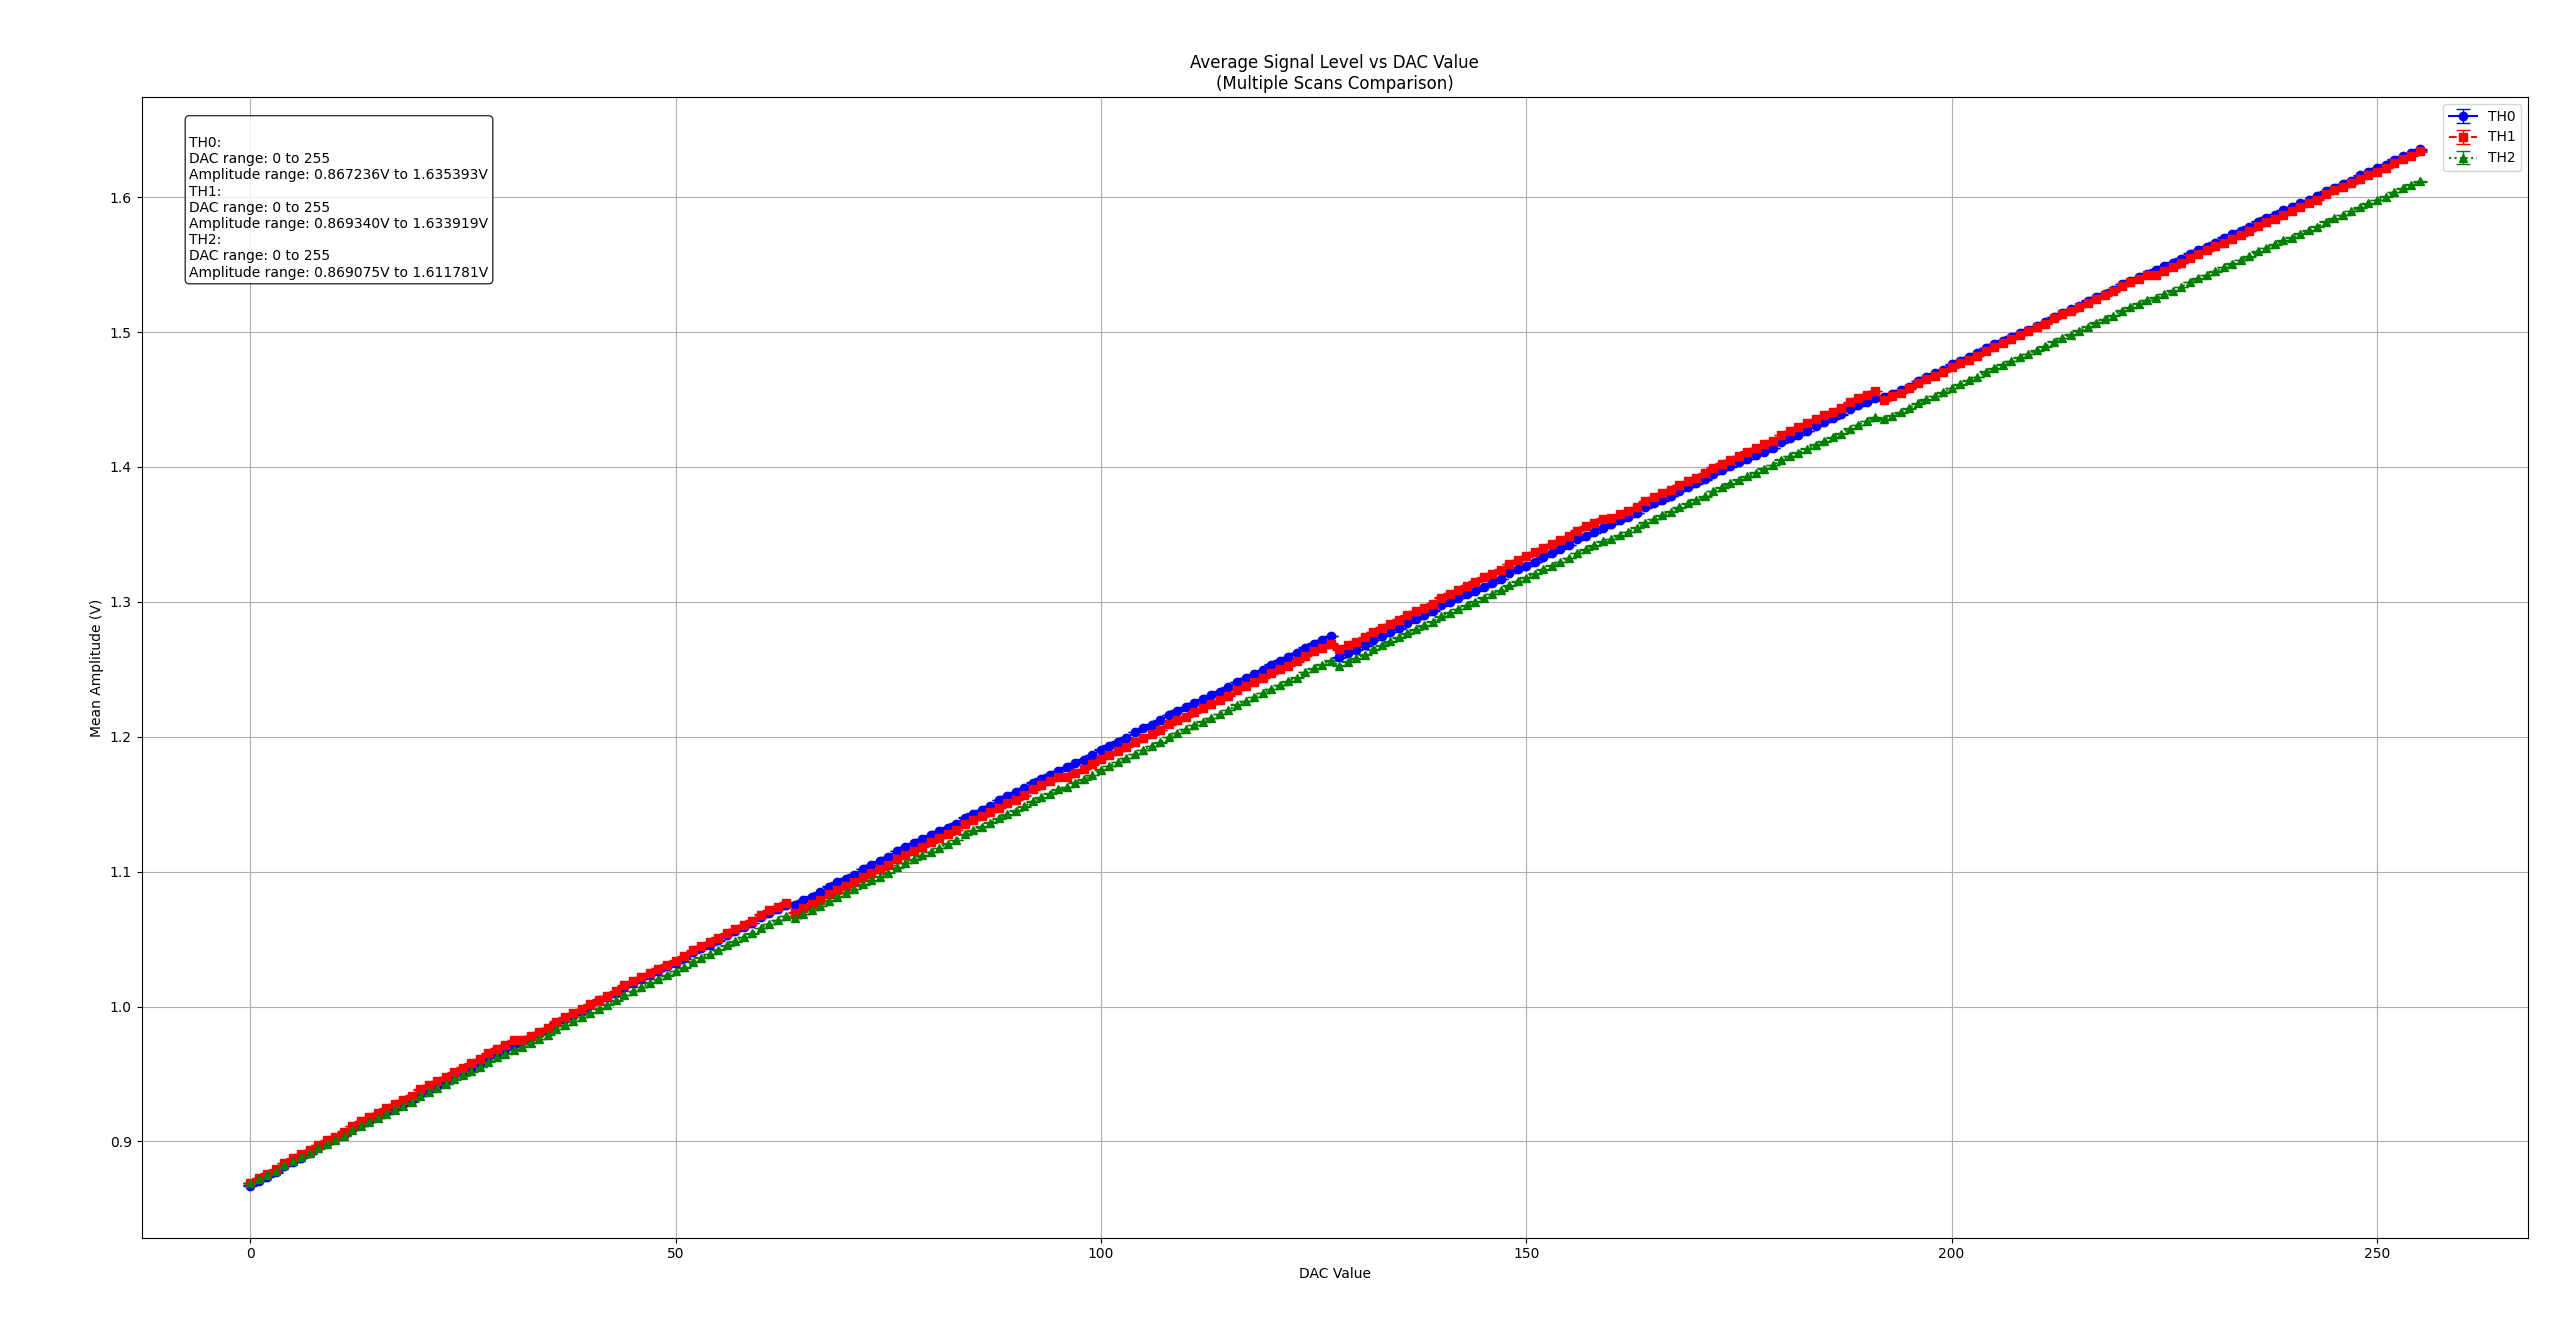 Average Signal Level vs DAC Value
(Multiple Scans Comparison)
TH0:
DAC range: 0 to 255
Amplitude range: 0.867236V to 1.635393V
TH1:
DAC range: 0 to 255
Amplitude range: 0.869340V to 1.633919V
TH2:
DAC range: 0 to 255
Amplitude range: 0.869075V to 1.611781V
TH0
TH1
TH2
Mean Amplitude (V)
1.6
1.5
1.4
1.3
1.2
1.1
1.0
0.9
0
50
100
150
200
250
DAC Value